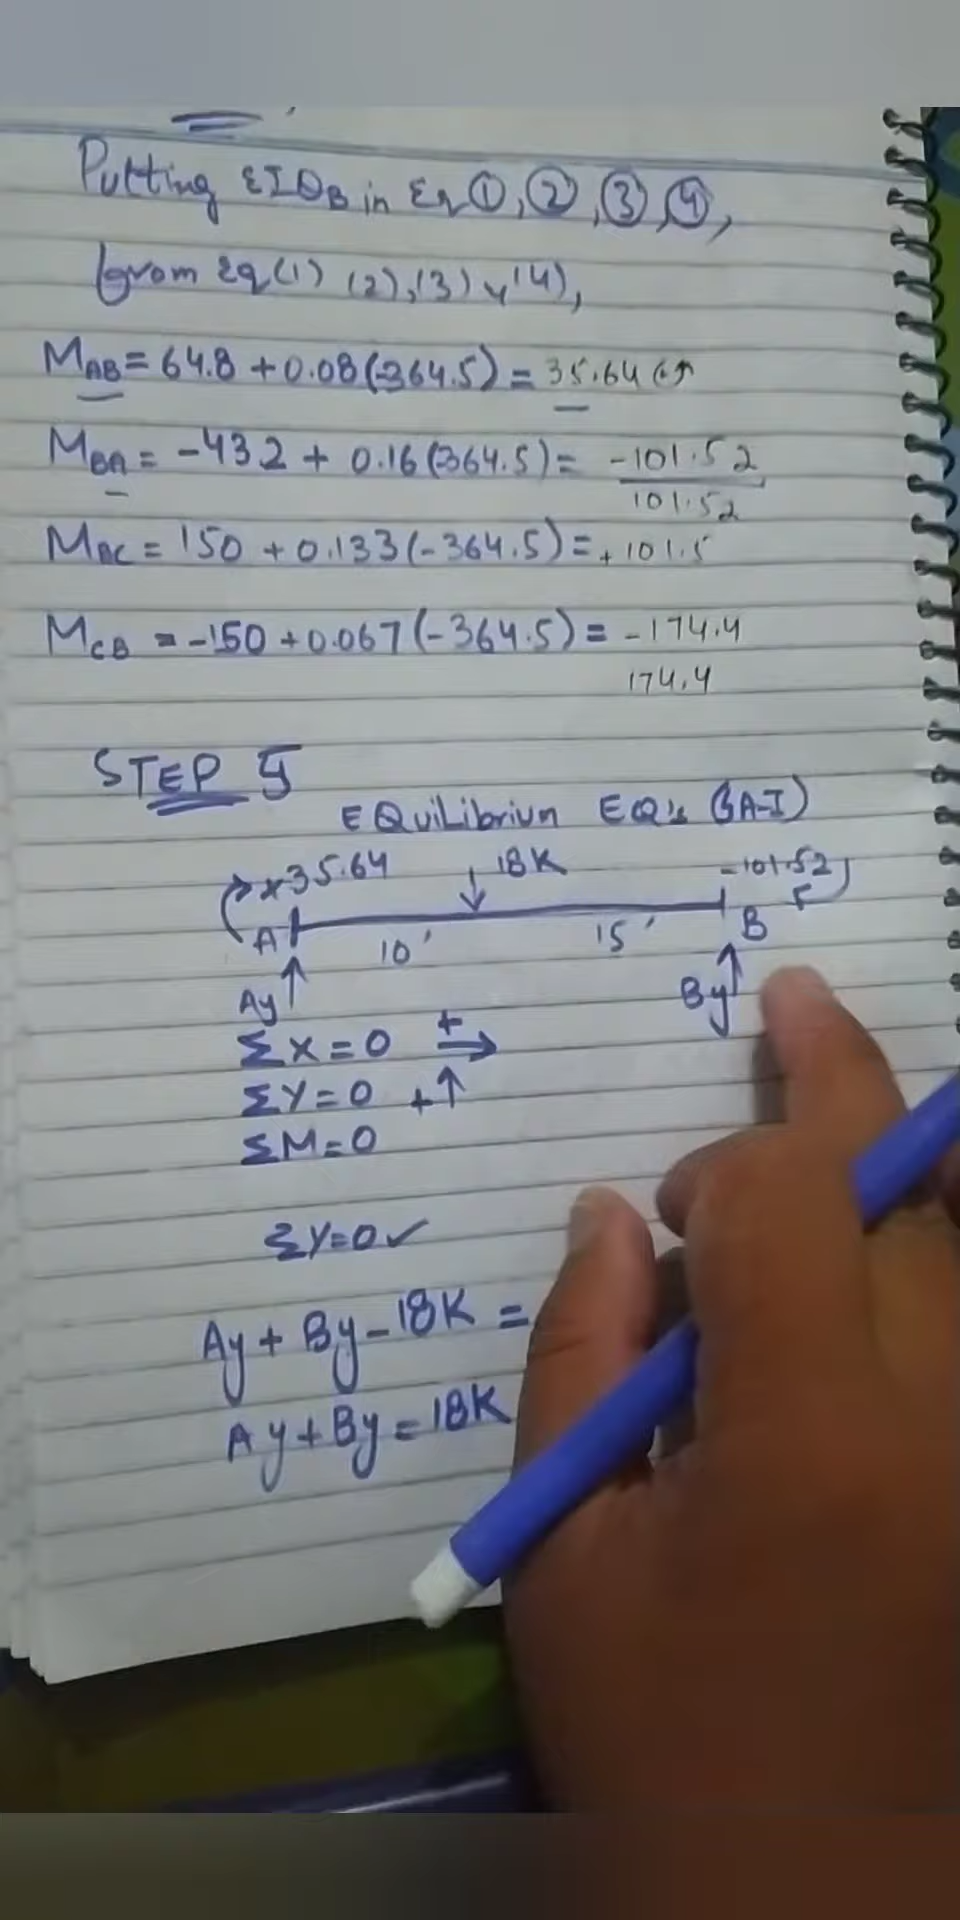 Putting EIθB in Eq ①, ②, ③, ④,
from Eq (1) (2), (3) y (4),
MAB = 64.8 + 0.08(-364.5) = 35.64
MBA = -43.2 + 0.16(-364.5) = -101.52
101.52
MBC = 150 + 0.133(-364.5) = +101.5
MCB = -150 + 0.067(-364.5) = -174.4
174.4
STEP 5
EQuiLibrium EQ's (BA-I)
+35.64 18K -101.52
A 10' 15' B
Ay By
ΣX = 0 + →
ΣY = 0 + ↑
ΣM = 0
ΣY = 0 ✓
Ay + By - 18K =
Ay + By = 18K